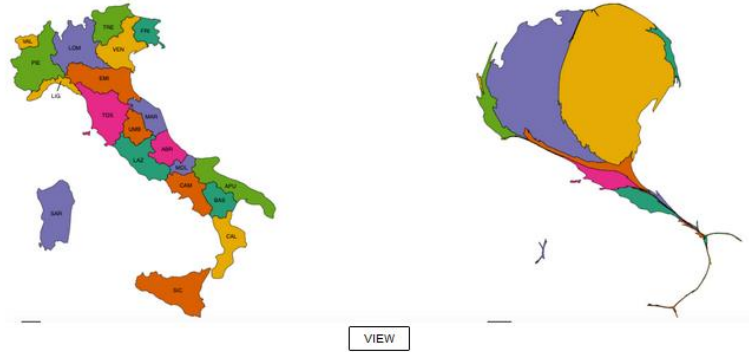 TRE
FRI
VAL
LOM
VEN
PIE
EMI
LIG
TOS
MAR
UMB
ABR
LAZ
MOL
APU
CAM
BAS
SAR
CAL
SIC
VIEW